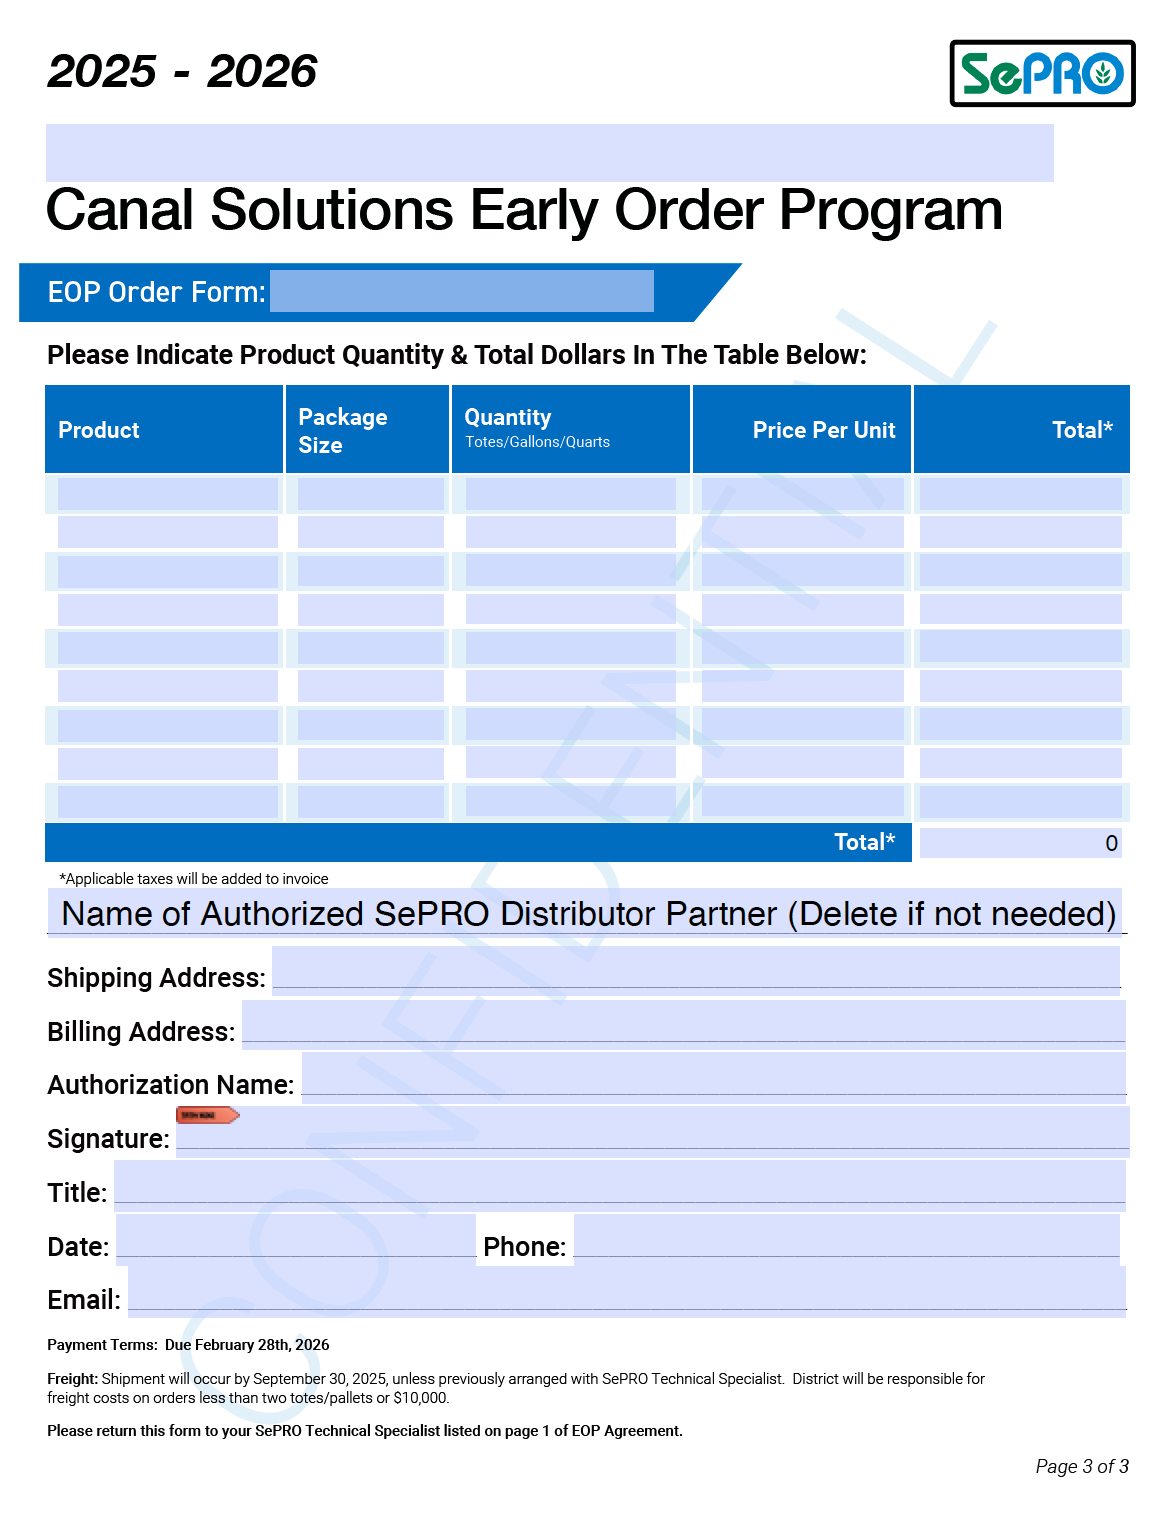 2025 - 2026
SePRO
Canal Solutions Early Order Program
EOP Order Form:
Please Indicate Product Quantity & Total Dollars In The Table Below:
Product
Package Size
Quantity
Totes/Gallons/Quarts
Price Per Unit
Total*
Total*
0
*Applicable taxes will be added to invoice
Name of Authorized SePRO Distributor Partner (Delete if not needed)
Shipping Address:
Billing Address:
Authorization Name:
Signature:
Title:
Date:
Phone:
Email:
Payment Terms: Due February 28th, 2026
Freight: Shipment will occur by September 30, 2025, unless previously arranged with SePRO Technical Specialist. District will be responsible for
freight costs on orders less than two totes/pallets or $10,000.
Please return this form to your SePRO Technical Specialist listed on page 1 of EOP Agreement.
Page 3 of 3
CONFIDENTIAL